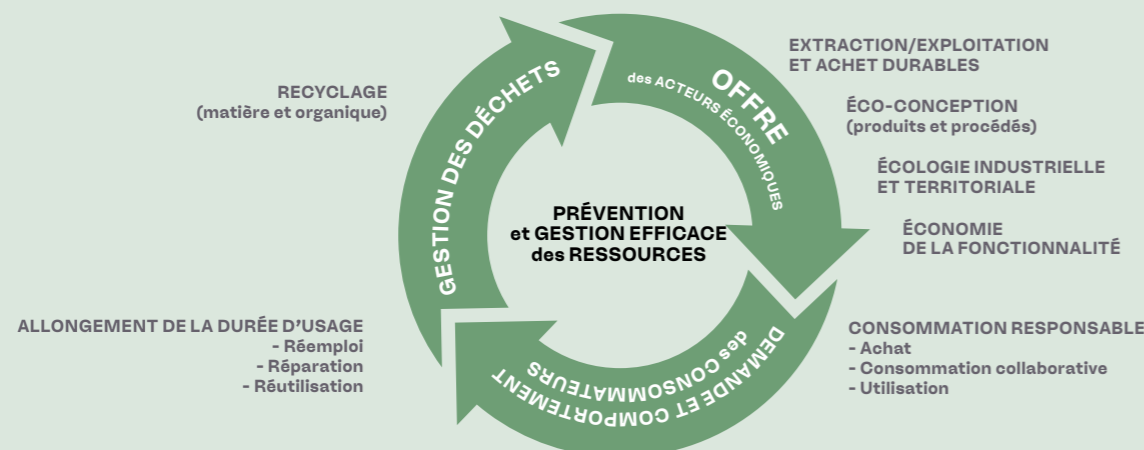 EXTRACTION/EXPLOITATION
ET ACHET DURABLES
ÉCO-CONCEPTION
(produits et procédés)
ÉCOLOGIE INDUSTRIELLE
ET TERRITORIALE
ÉCONOMIE
DE LA FONCTIONNALITÉ
OFFRE
des ACTEURS ÉCONOMIQUES
CONSOMMATION RESPONSABLE
- Achat
- Consommation collaborative
- Utilisation
DEMANDE ET COMPORTEMENT
des CONSOMMATEURS
ALLONGEMENT DE LA DURÉE D’USAGE
- Réemploi
- Réparation
- Réutilisation
GESTION DES DÉCHETS
RECYCLAGE
(matière et organique)
PRÉVENTION
et GESTION EFFICACE
des RESSOURCES